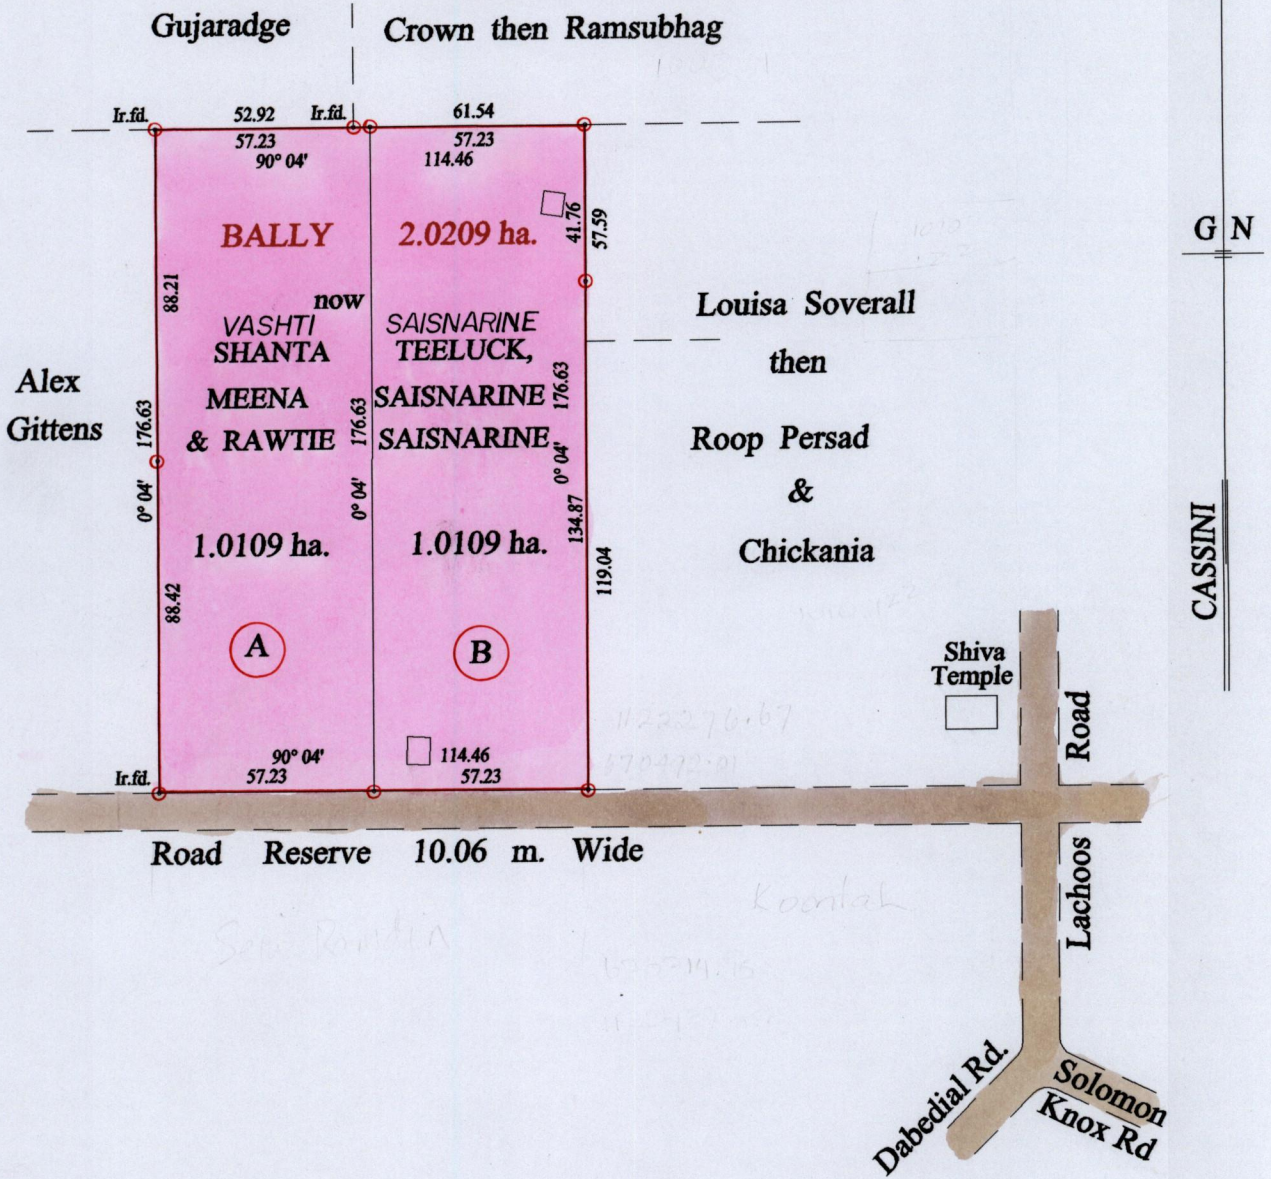 Gujaradge
Crown then Ramsubhag
Ir.fd.
52.92
Ir.fd.
61.54
57.23
57.23
90° 04'
114.46
BALLY
2.0209 ha.
41.76
57.59
88.21
now
VASHTI
SAISNARINE
SHANTA
TEELUCK,
MEENA
SAISNARINE
& RAWTIE
SAISNARINE
Alex
Gittens
0° 04' 176.63
0° 04' 176.63
0° 04' 176.63
Louisa Soverall
then
Roop Persad
&
Chickania
G N
CASSINI
1.0109 ha.
1.0109 ha.
134.87
119.04
88.42
A
B
Shiva
Temple
90° 04'
114.46
Ir.fd.
57.23
57.23
Road Reserve 10.06 m. Wide
Lachoos Road
Koontah
Dabedial Rd.
Solomon
Knox Rd